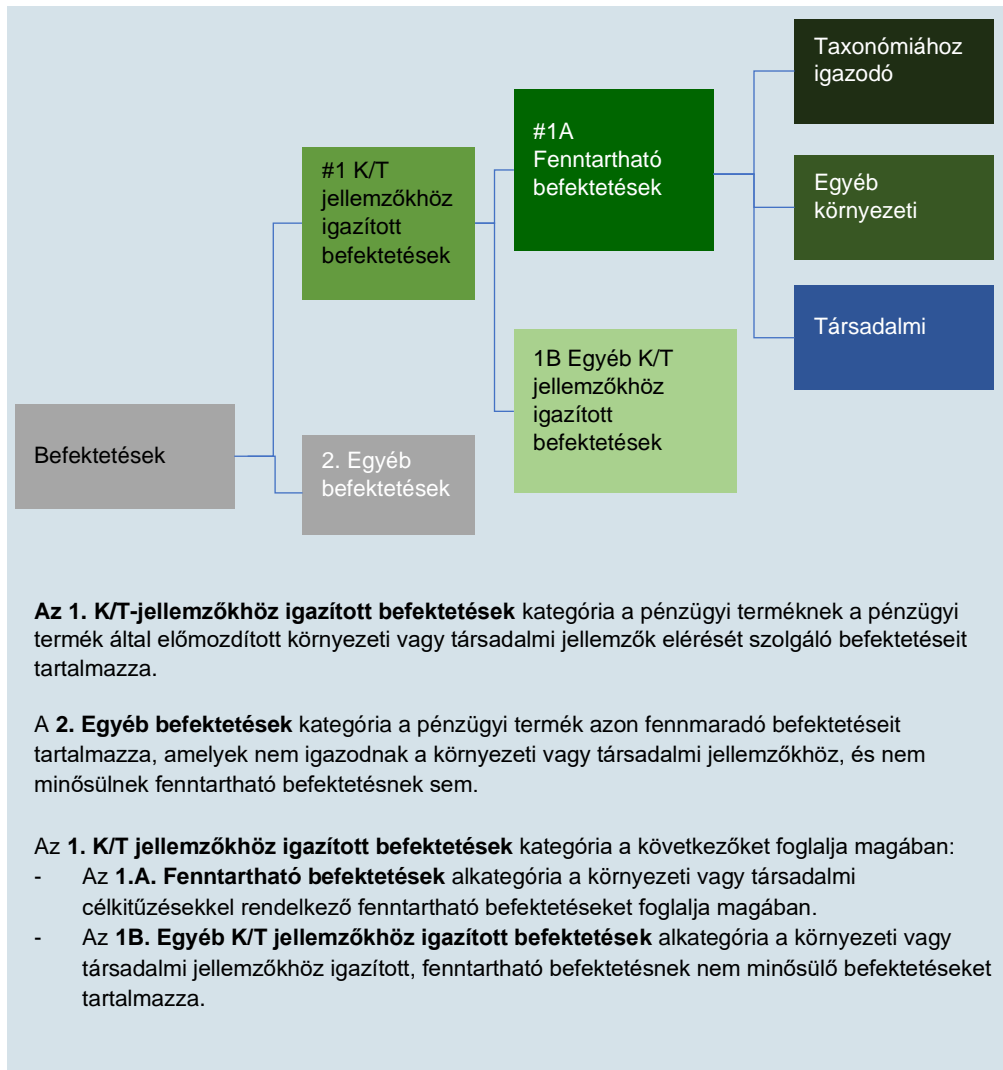 Taxonómiához
igazodó
#1A
Fenntartható
befektetések
#1 K/T
jellemzőkhöz
igazított
befektetések
Egyéb
környezeti
Társadalmi
1B Egyéb K/T
jellemzőkhöz
igazított
befektetések
Befektetések
2. Egyéb
befektetések
Az 1. K/T-jellemzőkhöz igazított befektetések kategória a pénzügyi terméknek a pénzügyi
termék által előmozdított környezeti vagy társadalmi jellemzők elérését szolgáló befektetéseit
tartalmazza.
A 2. Egyéb befektetések kategória a pénzügyi termék azon fennmaradó befektetéseit
tartalmazza, amelyek nem igazodnak a környezeti vagy társadalmi jellemzőkhöz, és nem
minősülnek fenntartható befektetésnek sem.
Az 1. K/T jellemzőkhöz igazított befektetések kategória a következőket foglalja magában:
- Az 1.A. Fenntartható befektetések alkategória a környezeti vagy társadalmi
célkitűzésekkel rendelkező fenntartható befektetéseket foglalja magában.
- Az 1B. Egyéb K/T jellemzőkhöz igazított befektetések alkategória a környezeti vagy
társadalmi jellemzőkhöz igazított, fenntartható befektetésnek nem minősülő befektetéseket
tartalmazza.